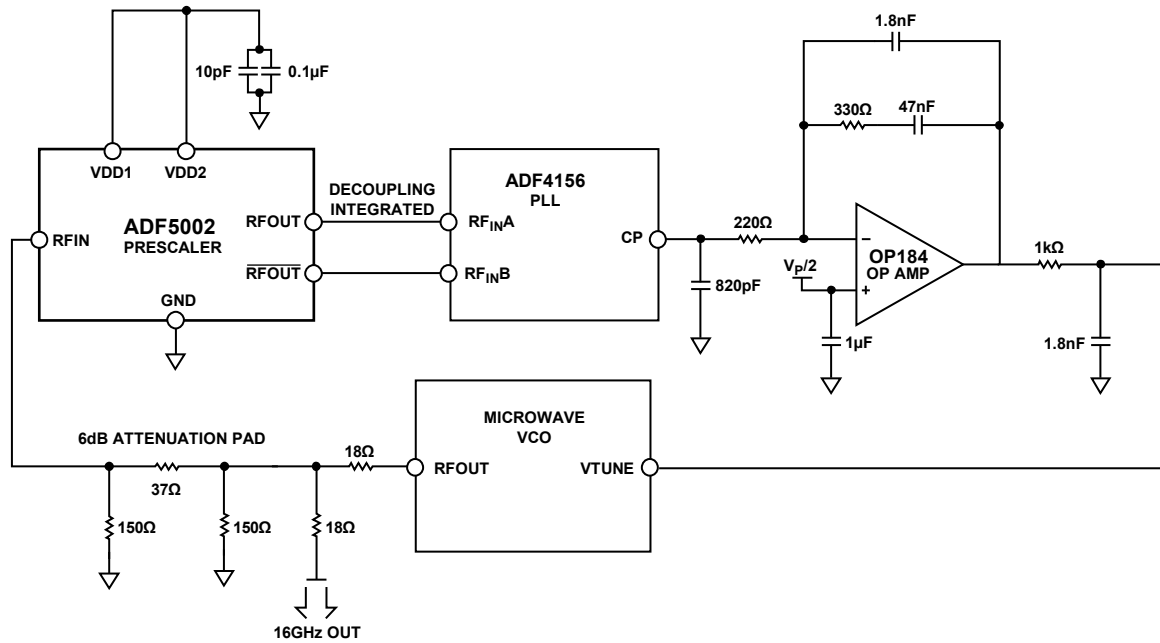 1.8nF
10pF
0.1µF
330Ω
47nF
VDD1
VDD2
ADF5002
PRESCALER
RFIN
RFOUT
RFOUT
GND
DECOUPLING
INTEGRATED
ADF4156
PLL
RFINA
RFINB
CP
220Ω
820pF
VP/2
OP184
OP AMP
–
+
1µF
1kΩ
1.8nF
MICROWAVE
VCO
RFOUT
VTUNE
6dB ATTENUATION PAD
18Ω
37Ω
150Ω
150Ω
18Ω
16GHz OUT